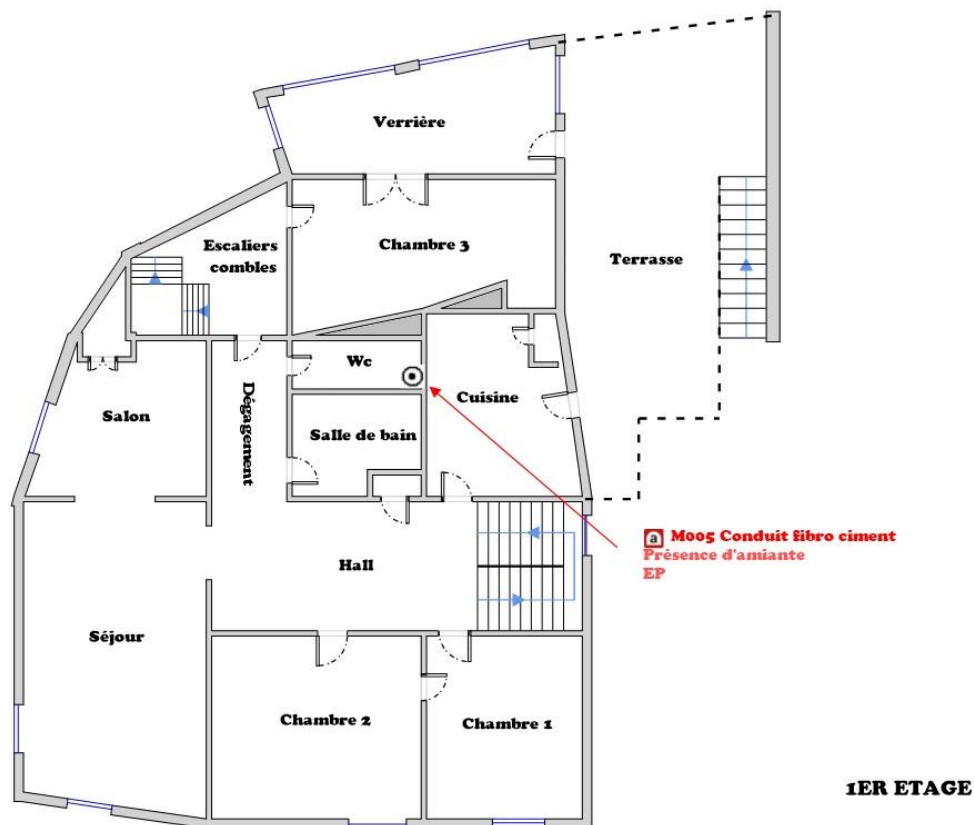 Verrière
Escaliers
combles
Chambre 3
Terrasse
Wc
Dégagement
Salon
Cuisine
Salle de bain
a M005 Conduit fibro ciment
Présence d'amiante
EP
Hall
Séjour
Chambre 2
Chambre 1
1ER ETAGE